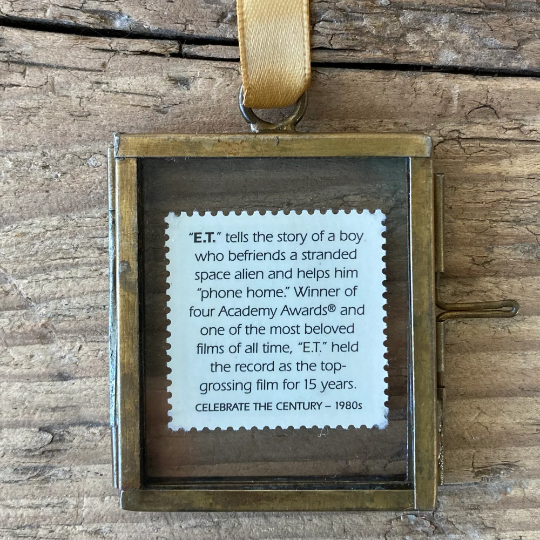 "E.T." tells the story of a boy
who befriends a stranded
space alien and helps him
"phone home." Winner of
four Academy Awards® and
one of the most beloved
films of all time, "E.T." held
the record as the top-
grossing film for 15 years.
CELEBRATE THE CENTURY – 1980s